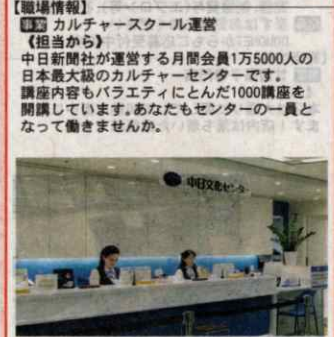 【職場情報】
事業 カルチャースクール運営
《担当から》
中日新聞社が運営する月間会員1万5000人の
日本最大級のカルチャーセンターです。
講座内容もバラエティにとんだ1000講座を
開講しています。あなたもセンターの一員と
なって働きませんか。
中日文化センター